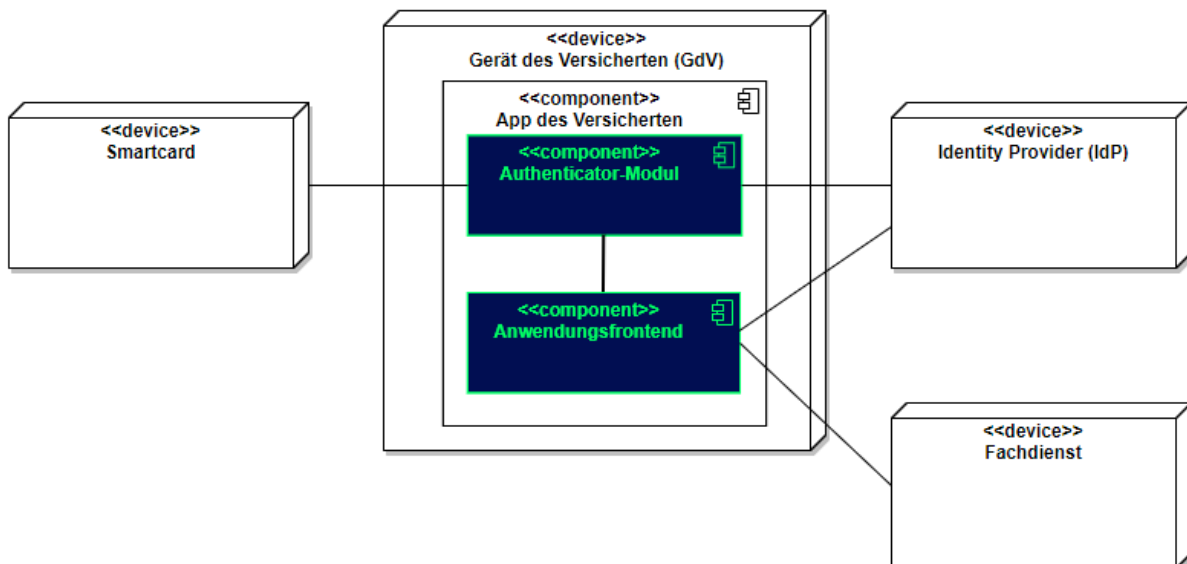 <<device>>
Gerät des Versicherten (GdV)
<<component>>
App des Versicherten
<<device>>
Smartcard
<<component>>
Authenticator-Modul
<<device>>
Identity Provider (IdP)
<<component>>
Anwendungsfrontend
<<device>>
Fachdienst